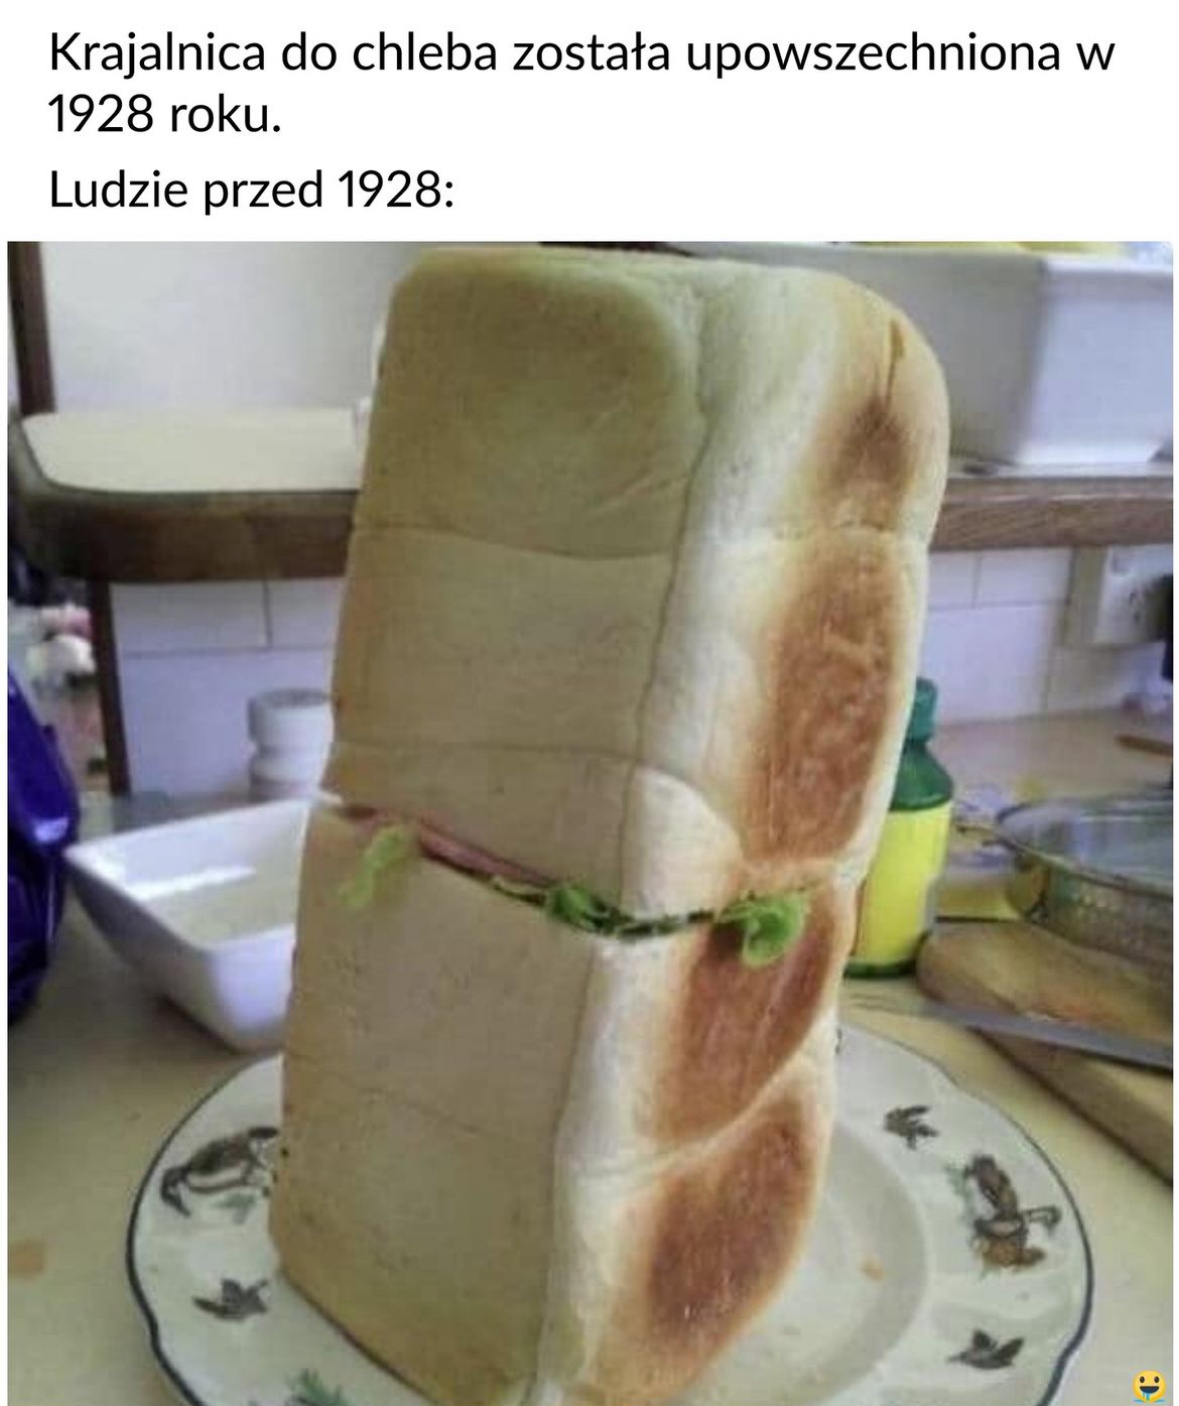 Krajalnica do chleba została upowszechniona w
1928 roku.
Ludzie przed 1928: